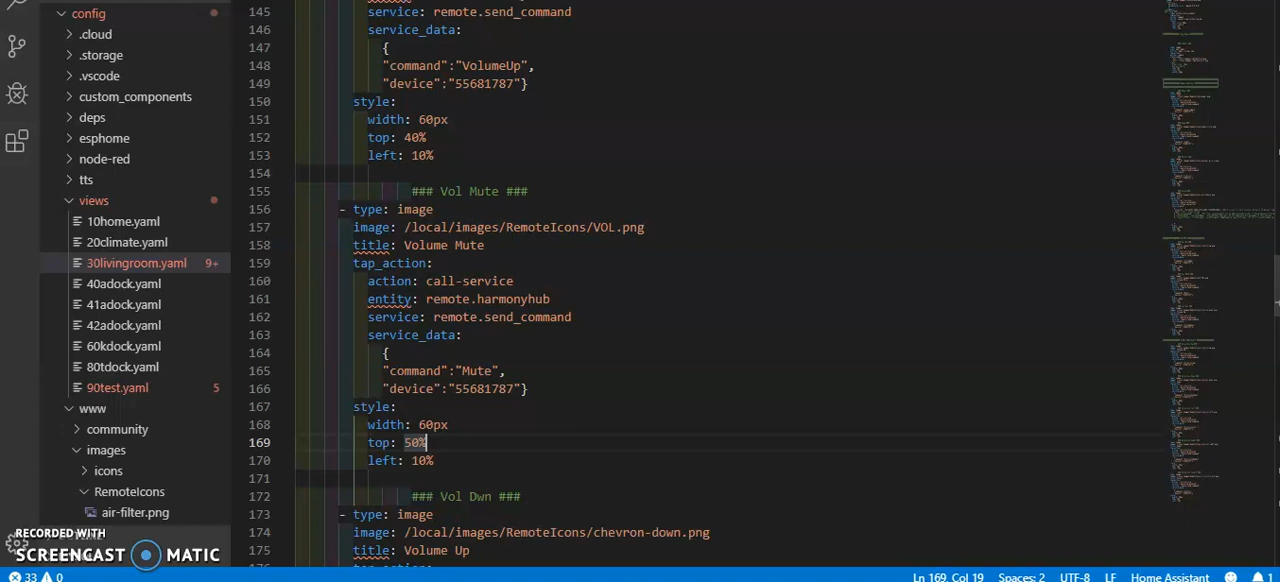 config
.cloud
.storage
.vscode
custom_components
deps
esphome
node-red
tts
views
10home.yaml
20climate.yaml
30livingroom.yaml 9+
40adock.yaml
41adock.yaml
42adock.yaml
60kdock.yaml
80tdock.yaml
90test.yaml 5
www
community
images
icons
RemoteIcons
air-filter.png
RECORDED WITH
SCREENCAST MATIC
145 service: remote.send_command
146 service_data:
147 {
148 "command":"VolumeUp",
149 "device":"55681787"}
150 style:
151 width: 60px
152 top: 40%
153 left: 10%
154
155 ### Vol Mute ###
156 - type: image
157 image: /local/images/RemoteIcons/VOL.png
158 title: Volume Mute
159 tap_action:
160 action: call-service
161 entity: remote.harmonyhub
162 service: remote.send_command
163 service_data:
164 {
165 "command":"Mute",
166 "device":"55681787"}
167 style:
168 width: 60px
169 top: 50%
170 left: 10%
171
172 ### Vol Dwn ###
173 - type: image
174 image: /local/images/RemoteIcons/chevron-down.png
175 title: Volume Up
33 0 Ln 169, Col 19 Spaces: 2 UTF-8 LF Home Assistant 1